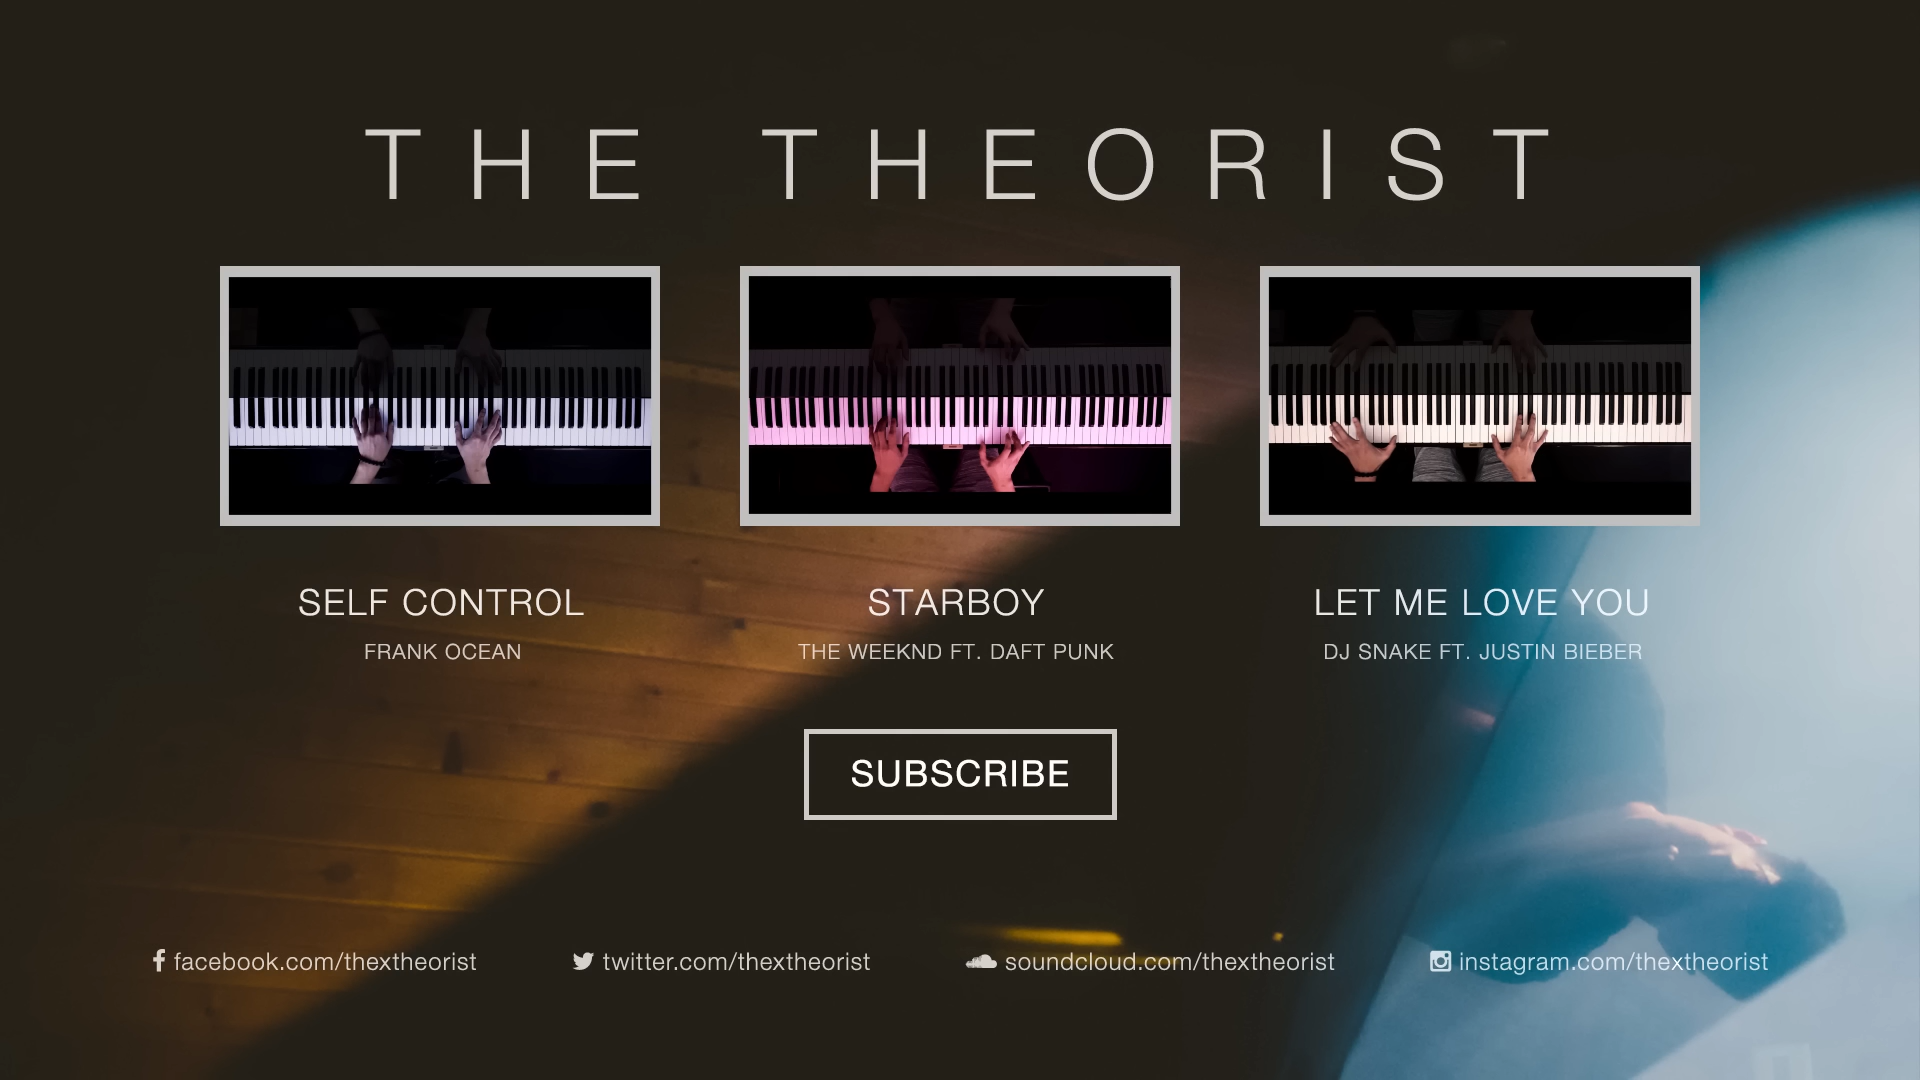 THE THEORIST
SELF CONTROL
FRANK OCEAN
STARBOY
THE WEEKND FT. DAFT PUNK
LET ME LOVE YOU
DJ SNAKE FT. JUSTIN BIEBER
SUBSCRIBE
facebook.com/thextheorist
twitter.com/thextheorist
soundcloud.com/thextheorist
instagram.com/thextheorist